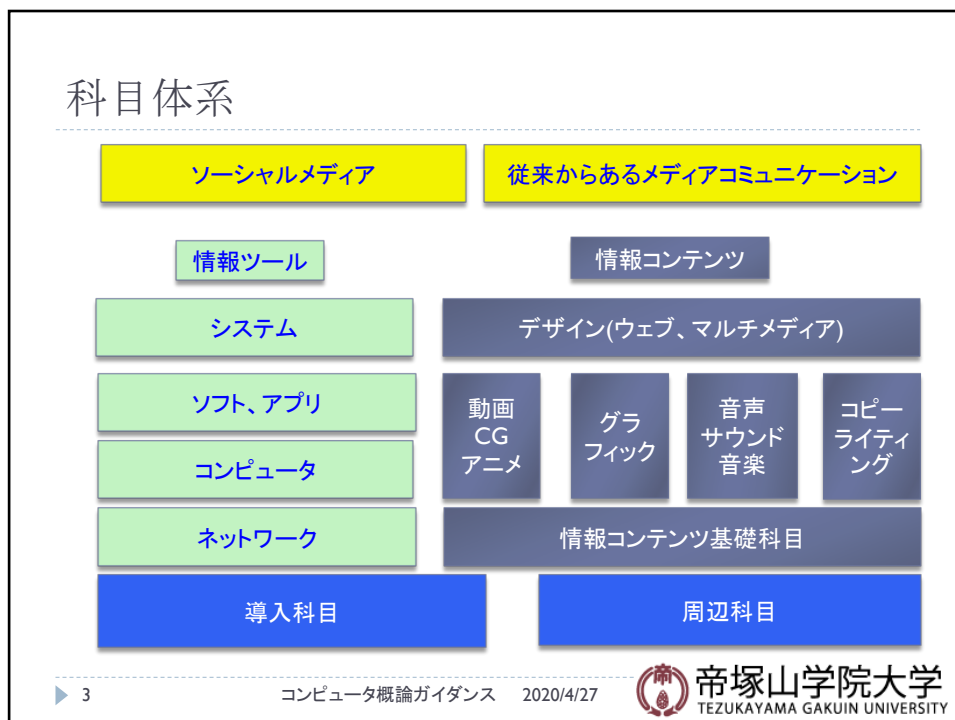 科目体系
ソーシャルメディア
従来からあるメディアコミュニケーション
情報ツール
情報コンテンツ
システム
デザイン(ウェブ、マルチメディア)
ソフト、アプリ
コンピュータ
動画
CG
アニメ
グラ
フィック
音声
サウンド
音楽
コピー
ライティ
ング
ネットワーク
情報コンテンツ基礎科目
導入科目
周辺科目
3
コンピュータ概論ガイダンス
2020/4/27
帝
帝塚山学院大学
TEZUKAYAMA GAKUIN UNIVERSITY